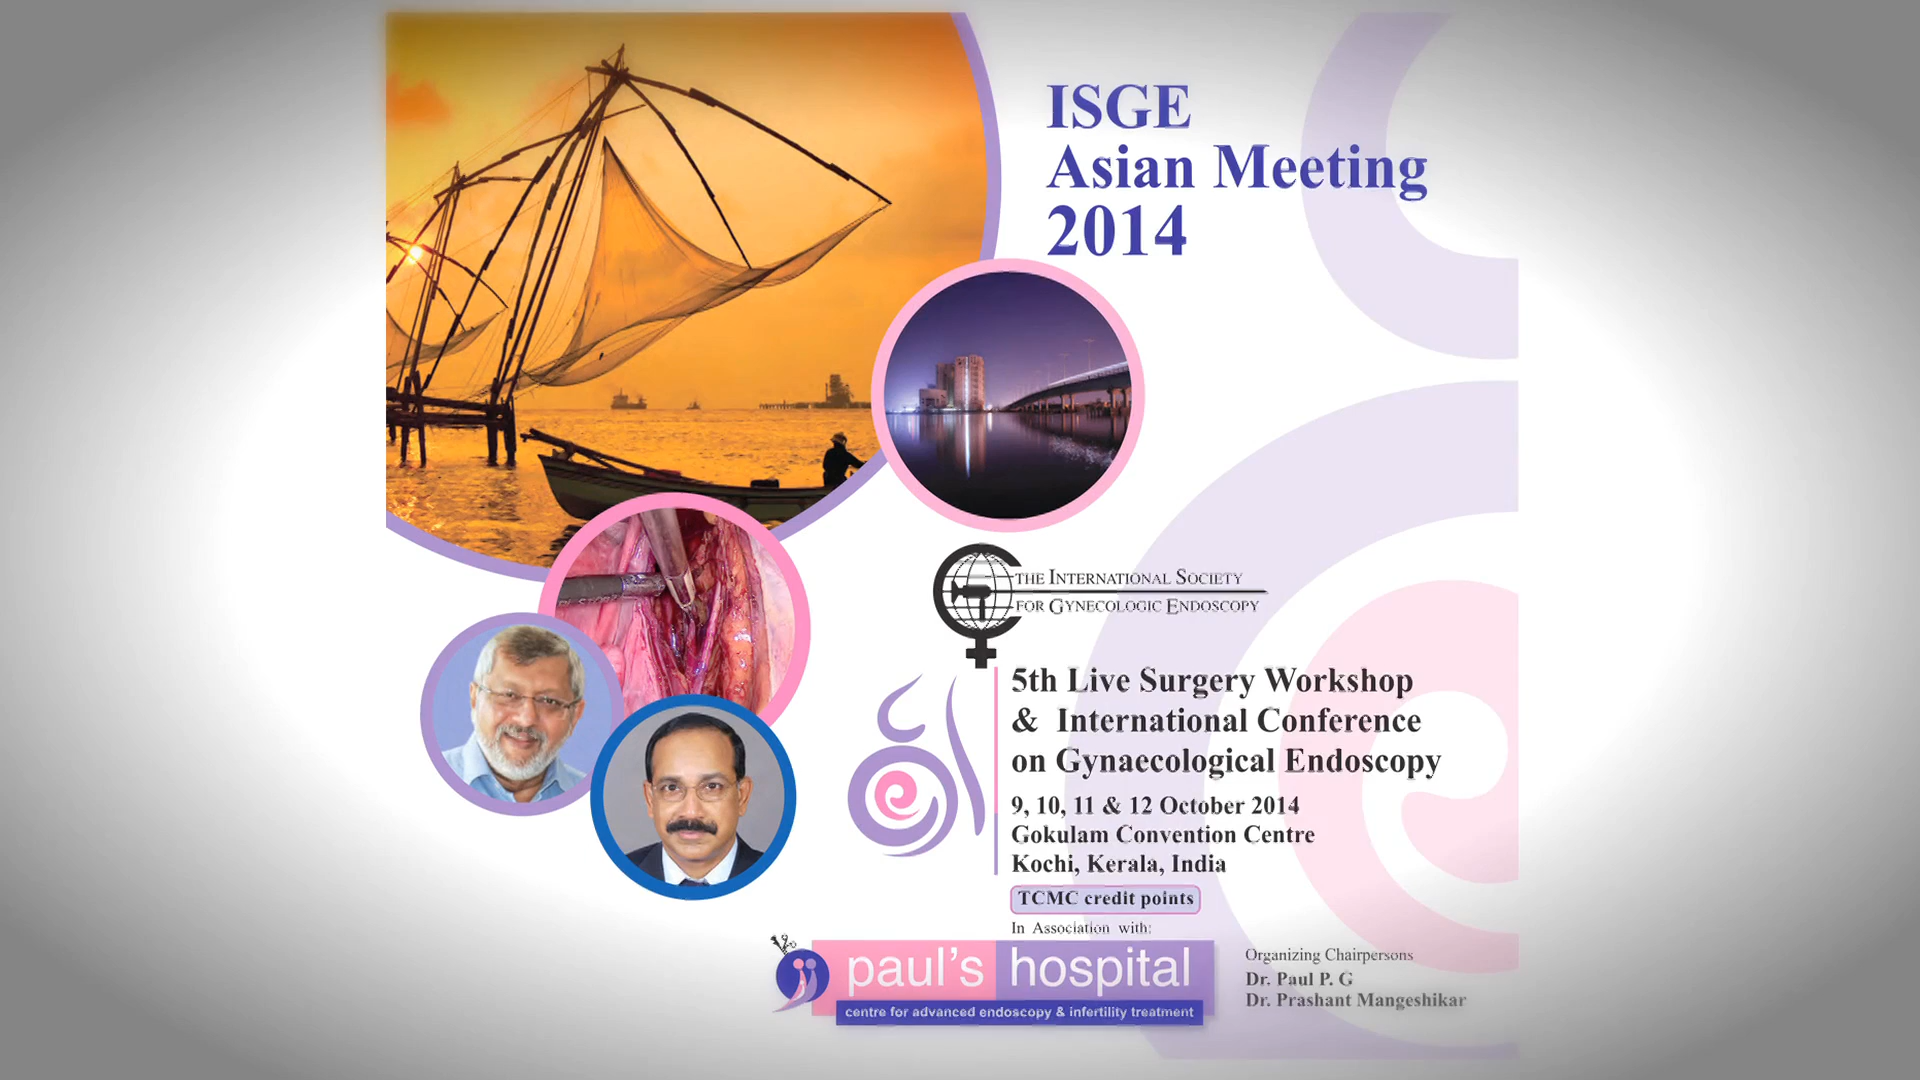 ISGE
Asian Meeting
2014
THE INTERNATIONAL SOCIETY
FOR GYNECOLOGIC ENDOSCOPY
5th Live Surgery Workshop
& International Conference
on Gynaecological Endoscopy
9, 10, 11 & 12 October 2014
Gokulam Convention Centre
Kochi, Kerala, India
TCMC credit points
In Association with:
paul's hospital
centre for advanced endoscopy & infertility treatment
Organizing Chairpersons
Dr. Paul P. G
Dr. Prashant Mangeshikar